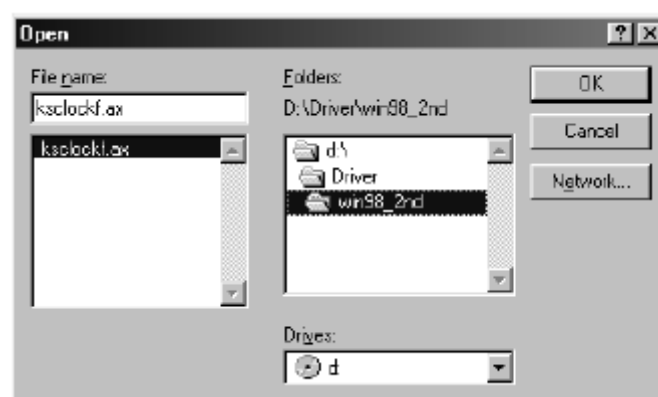 Open
File name:
ksclockf.ax
ksclockf.ax
Folders:
D:\Driver\win98_2nd
d:\
Driver
win98_2nd
Drives:
d:
OK
Cancel
Network...